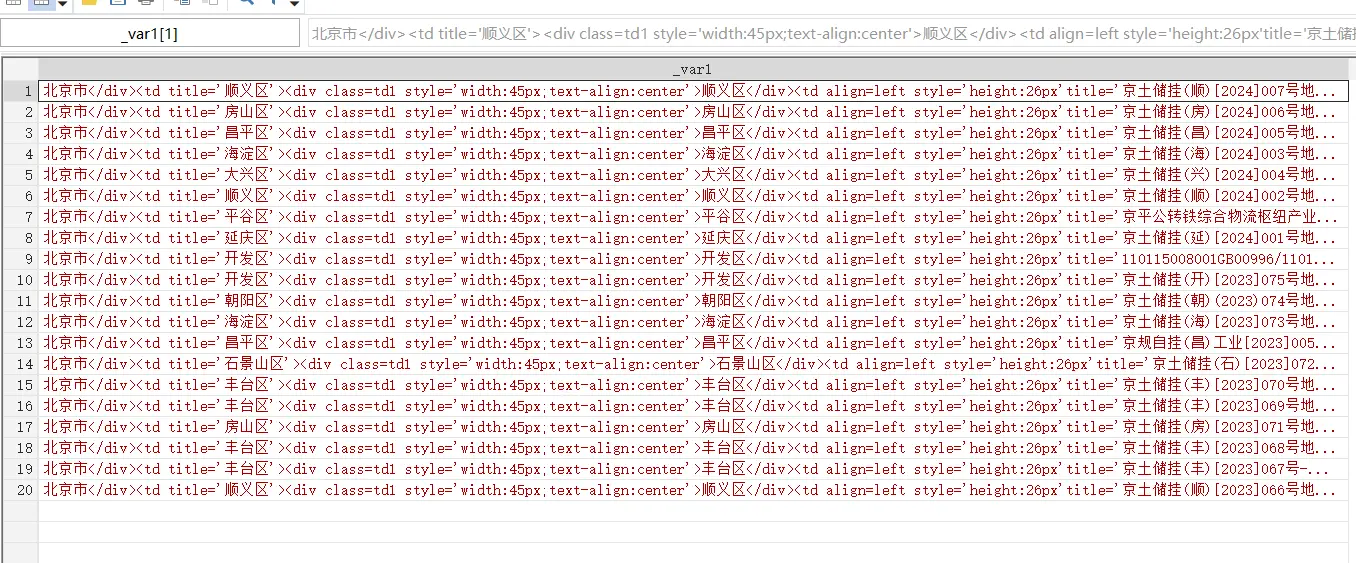 _var1[1]
北京市</div><td title='顺义区'><div class=td1 style='width:45px;text-align:center'>顺义区</div><td align=left style='height:26px'title='京土储挂
_var1
1 北京市</div><td title='顺义区'><div class=td1 style='width:45px;text-align:center'>顺义区</div><td align=left style='height:26px'title='京土储挂(顺)[2024]007号地...
2 北京市</div><td title='房山区'><div class=td1 style='width:45px;text-align:center'>房山区</div><td align=left style='height:26px'title='京土储挂(房)[2024]006号地...
3 北京市</div><td title='昌平区'><div class=td1 style='width:45px;text-align:center'>昌平区</div><td align=left style='height:26px'title='京土储挂(昌)[2024]005号地...
4 北京市</div><td title='海淀区'><div class=td1 style='width:45px;text-align:center'>海淀区</div><td align=left style='height:26px'title='京土储挂(海)[2024]003号地...
5 北京市</div><td title='大兴区'><div class=td1 style='width:45px;text-align:center'>大兴区</div><td align=left style='height:26px'title='京土储挂(兴)[2024]004号地...
6 北京市</div><td title='顺义区'><div class=td1 style='width:45px;text-align:center'>顺义区</div><td align=left style='height:26px'title='京土储挂(顺)[2024]002号地...
7 北京市</div><td title='平谷区'><div class=td1 style='width:45px;text-align:center'>平谷区</div><td align=left style='height:26px'title='京平公转铁综合物流枢纽产业...
8 北京市</div><td title='延庆区'><div class=td1 style='width:45px;text-align:center'>延庆区</div><td align=left style='height:26px'title='京土储挂(延)[2024]001号地...
9 北京市</div><td title='开发区'><div class=td1 style='width:45px;text-align:center'>开发区</div><td align=left style='height:26px'title='110115008001GB00996/1101...
10 北京市</div><td title='开发区'><div class=td1 style='width:45px;text-align:center'>开发区</div><td align=left style='height:26px'title='京土储挂(开)[2023]075号地...
11 北京市</div><td title='朝阳区'><div class=td1 style='width:45px;text-align:center'>朝阳区</div><td align=left style='height:26px'title='京土储挂(朝)(2023)074号地...
12 北京市</div><td title='海淀区'><div class=td1 style='width:45px;text-align:center'>海淀区</div><td align=left style='height:26px'title='京土储挂(海)[2023]073号地...
13 北京市</div><td title='昌平区'><div class=td1 style='width:45px;text-align:center'>昌平区</div><td align=left style='height:26px'title='京规自挂(昌)工业[2023]005...
14 北京市</div><td title='石景山区'><div class=td1 style='width:45px;text-align:center'>石景山区</div><td align=left style='height:26px'title='京土储挂(石)[2023]072...
15 北京市</div><td title='丰台区'><div class=td1 style='width:45px;text-align:center'>丰台区</div><td align=left style='height:26px'title='京土储挂(丰)[2023]070号地...
16 北京市</div><td title='丰台区'><div class=td1 style='width:45px;text-align:center'>丰台区</div><td align=left style='height:26px'title='京土储挂(丰)[2023]069号地...
17 北京市</div><td title='房山区'><div class=td1 style='width:45px;text-align:center'>房山区</div><td align=left style='height:26px'title='京土储挂(房)[2023]071号地...
18 北京市</div><td title='丰台区'><div class=td1 style='width:45px;text-align:center'>丰台区</div><td align=left style='height:26px'title='京土储挂(丰)[2023]068号地...
19 北京市</div><td title='丰台区'><div class=td1 style='width:45px;text-align:center'>丰台区</div><td align=left style='height:26px'title='京土储挂(丰)[2023]067号-...
20 北京市</div><td title='顺义区'><div class=td1 style='width:45px;text-align:center'>顺义区</div><td align=left style='height:26px'title='京土储挂(顺)[2023]066号地...